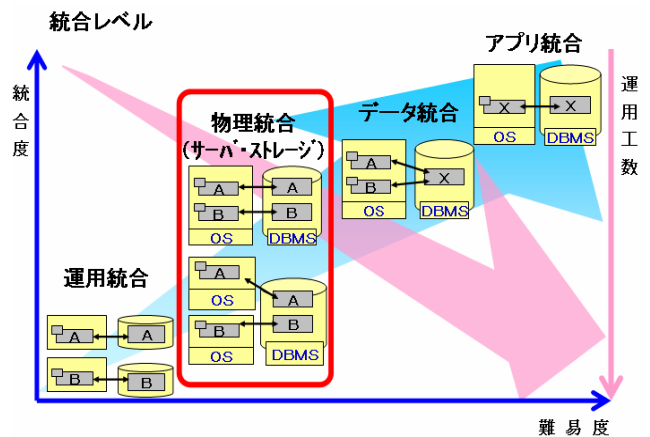 統合レベル
アプリ統合
統合度
運用工数
X
X
OS
DBMS
データ統合
A
B
X
OS
DBMS
物理統合
(サーバ・ストレージ)
A
A
B
B
OS
DBMS
A
OS
A
B
B
OS
DBMS
運用統合
A
A
B
B
難易度